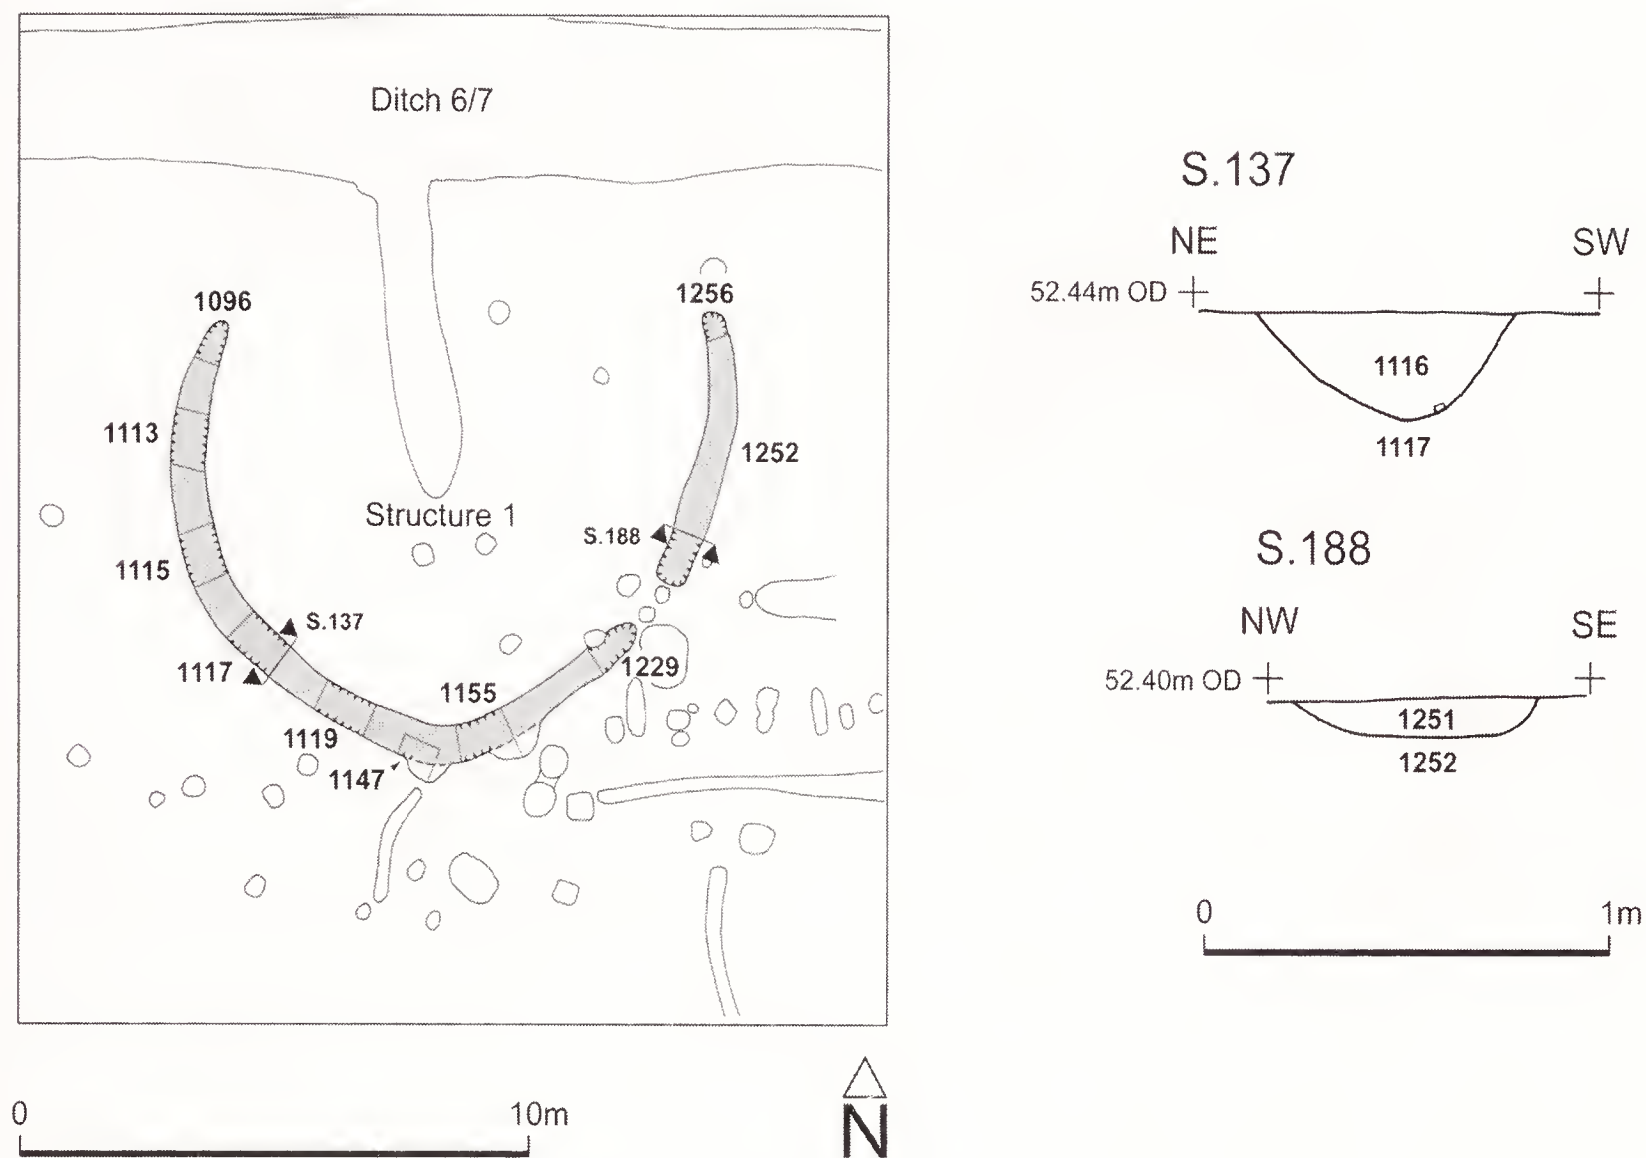 Ditch 6/7
1096
1256
1113
1252
Structure 1
S.188
1115
S.137
1117
1229
1155
1119
1147
0 10m
N
S.137
NE SW
52.44m OD
1116
1117
S.188
NW SE
52.40m OD
1251
1252
0 1m